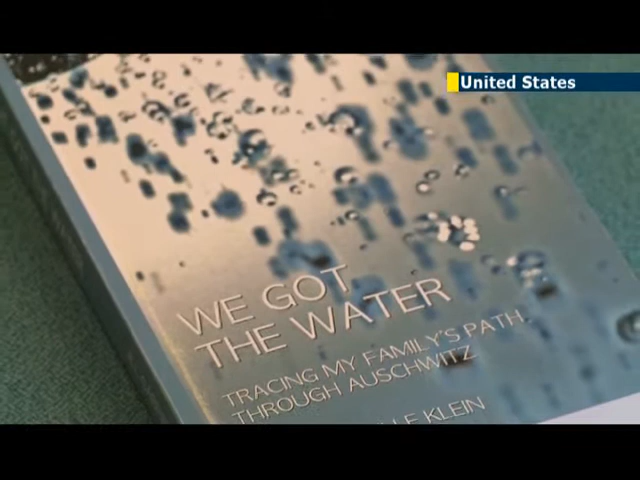 United States
WE GOT
THE WATER
TRACING MY FAMILY'S PATH
THROUGH AUSCHWITZ
KLEIN